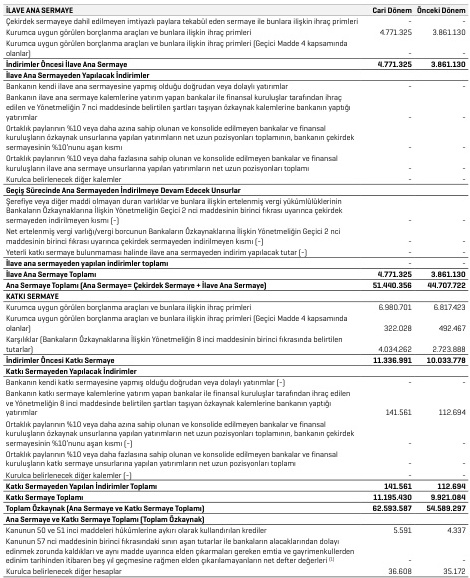 İLAVE ANA SERMAYE Cari Dönem Önceki Dönem
Çekirdek sermayeye dahil edilmeyen imtiyazlı paylara tekabül eden sermaye ile bunlara ilişkin ihraç primleri - -
Kurumca uygun görülen borçlanma araçları ve bunlara ilişkin ihraç primleri 4.771.325 3.861.130
Kurumca uygun görülen borçlanma araçları ve bunlara ilişkin ihraç primleri (Geçici Madde 4 kapsamında
olanlar) - -
İndirimler Öncesi İlave Ana Sermaye 4.771.325 3.861.130
İlave Ana Sermayeden Yapılacak İndirimler
Bankanın kendi ilave ana sermayesine yapmış olduğu doğrudan veya dolaylı yatırımlar - -
Bankanın ilave ana sermaye kalemlerine yatırım yapan bankalar ile finansal kuruluşlar tarafından ihraç
edilen ve Yönetmeliğin 7 nci maddesinde belirtilen şartları taşıyan özkaynak kalemlerine bankanın yaptığı
yatırımlar - -
Ortaklık paylarının %10 veya daha azına sahip olunan ve konsolide edilmeyen bankalar ve finansal
kuruluşların özkaynak unsurlarına yapılan yatırımların net uzun pozisyonları toplamının, bankanın çekirdek
sermayesinin %10'nunu aşan kısmı - -
Ortaklık paylarının %10 veya daha fazlasına sahip olunan ve konsolide edilmeyen bankalar ve finansal
kuruluşların ilave ana sermaye unsurlarına yapılan yatırımların net uzun pozisyonları toplamı - -
Kurulca belirlenecek diğer kalemler - -
Geçiş Sürecinde Ana Sermayeden İndirilmeye Devam Edecek Unsurlar
Şerefiye veya diğer maddi olmayan duran varlıklar ve bunlara ilişkin ertelenmiş vergi yükümlülüklerinin
Bankaların Özkaynaklarına İlişkin Yönetmeliğin Geçici 2 nci maddesinin birinci fıkrası uyarınca çekirdek
sermayeden indirilmeyen kısmı (-) - -
Net ertelenmiş vergi varlığı/vergi borcunun Bankaların Özkaynaklarına İlişkin Yönetmeliğin Geçici 2 nci
maddesinin birinci fıkrası uyarınca çekirdek sermayeden indirilmeyen kısmı (-) - -
Yeterli katkı sermaye bulunmaması halinde ilave ana sermayeden indirim yapılacak tutar (-) - -
İlave ana sermayeden yapılan indirimler toplamı - -
İlave Ana Sermaye Toplamı 4.771.325 3.861.130
Ana Sermaye Toplamı (Ana Sermaye= Çekirdek Sermaye + İlave Ana Sermaye) 51.440.356 44.707.722
KATKI SERMAYE
Kurumca uygun görülen borçlanma araçları ve bunlara ilişkin ihraç primleri 6.980.701 6.817.423
Kurumca uygun görülen borçlanma araçları ve bunlara ilişkin ihraç primleri (Geçici Madde 4 kapsamında
olanlar) 322.028 492.467
Karşılıklar (Bankaların Özkaynaklarına İlişkin Yönetmeliğin 8 inci maddesinin birinci fıkrasında belirtilen
tutarlar) 4.034.262 2.723.888
İndirimler Öncesi Katkı Sermaye 11.336.991 10.033.778
Katkı Sermayeden Yapılacak İndirimler
Bankanın kendi katkı sermayesine yapmış olduğu doğrudan veya dolaylı yatırımlar (-) - -
Bankanın katkı sermaye kalemlerine yatırım yapan bankalar ile finansal kuruluşlar tarafından ihraç edilen
ve Yönetmeliğin 8 inci maddesinde belirtilen şartları taşıyan özkaynak kalemlerine bankanın yaptığı
yatırımlar 141.561 112.694
Ortaklık paylarının %10 veya daha azına sahip olunan ve konsolide edilmeyen bankalar ve finansal
kuruluşların özkaynak unsurlarına yapılan yatırımların net uzun pozisyonları toplamının, bankanın çekirdek
sermayesinin %10'nunu aşan kısmı (-) - -
Ortaklık paylarının %10 veya daha fazlasına sahip olunan ve konsolide edilmeyen bankalar ve finansal
kuruluşların katkı sermaye unsurlarına yapılan yatırımların net uzun pozisyonları toplamı - -
Kurulca belirlenecek diğer kalemler (-) - -
Katkı Sermayeden Yapılan İndirimler Toplamı 141.561 112.694
Katkı Sermaye Toplamı 11.195.430 9.921.084
Toplam Özkaynak (Ana Sermaye ve Katkı Sermaye Toplamı) 62.593.587 54.589.297
Ana Sermaye ve Katkı Sermaye Toplamı (Toplam Özkaynak)
Kanunun 50 ve 51 inci maddeleri hükümlerine aykırı olarak kullandırılan krediler 5.591 4.337
Kanunun 57 nci maddesinin birinci fıkrasındaki sınırı aşan tutarlar ile bankaların alacaklarından dolayı
edinmek zorunda kaldıkları ve aynı madde uyarınca elden çıkarmaları gereken emtia ve gayrimenkullerden
edinim tarihinden itibaren beş yıl geçmesine rağmen elden çıkarılamayanların net defter değerleri (1) - -
Kurulca belirlenecek diğer hesaplar 36.608 35.172